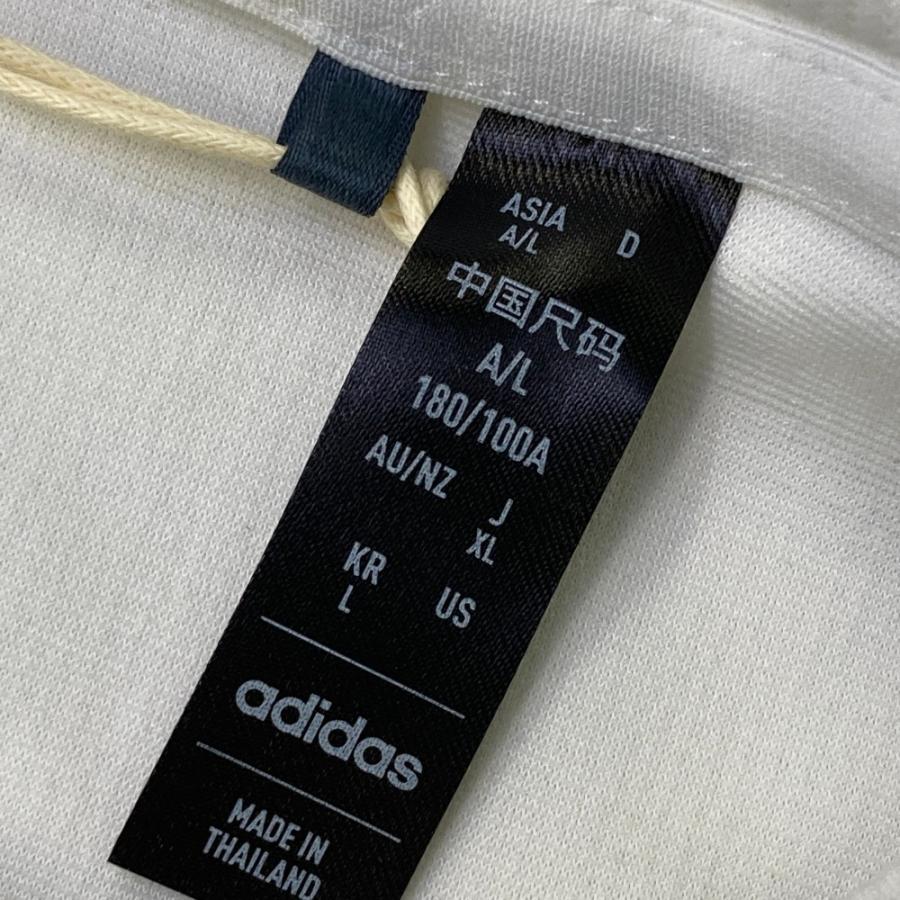 ASIA D
A/L
中国尺码
A/L
180/100A
AU/NZ J
XL
KR US
L
adidas
MADE IN
THAILAND